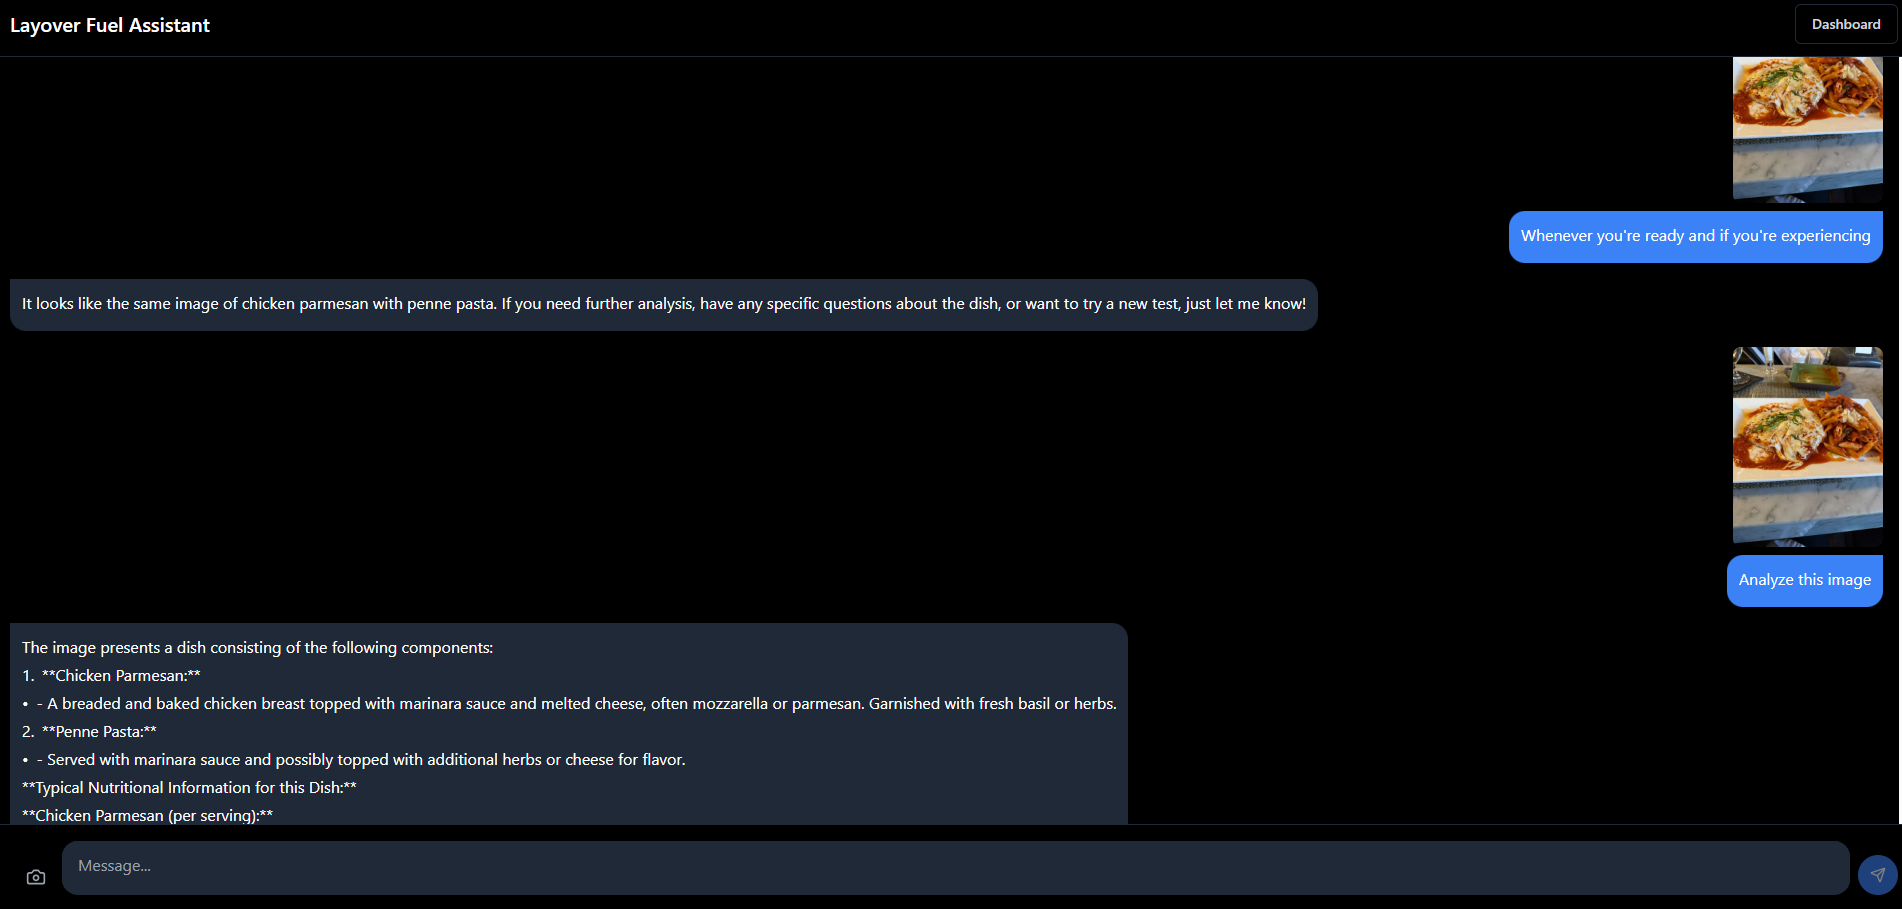 Layover Fuel Assistant
Dashboard
Whenever you're ready and if you're experiencing
It looks like the same image of chicken parmesan with penne pasta. If you need further analysis, have any specific questions about the dish, or want to try a new test, just let me know!
Analyze this image
The image presents a dish consisting of the following components:
1. **Chicken Parmesan:**
• - A breaded and baked chicken breast topped with marinara sauce and melted cheese, often mozzarella or parmesan. Garnished with fresh basil or herbs.
2. **Penne Pasta:**
• - Served with marinara sauce and possibly topped with additional herbs or cheese for flavor.
**Typical Nutritional Information for this Dish:**
**Chicken Parmesan (per serving):**
Message...